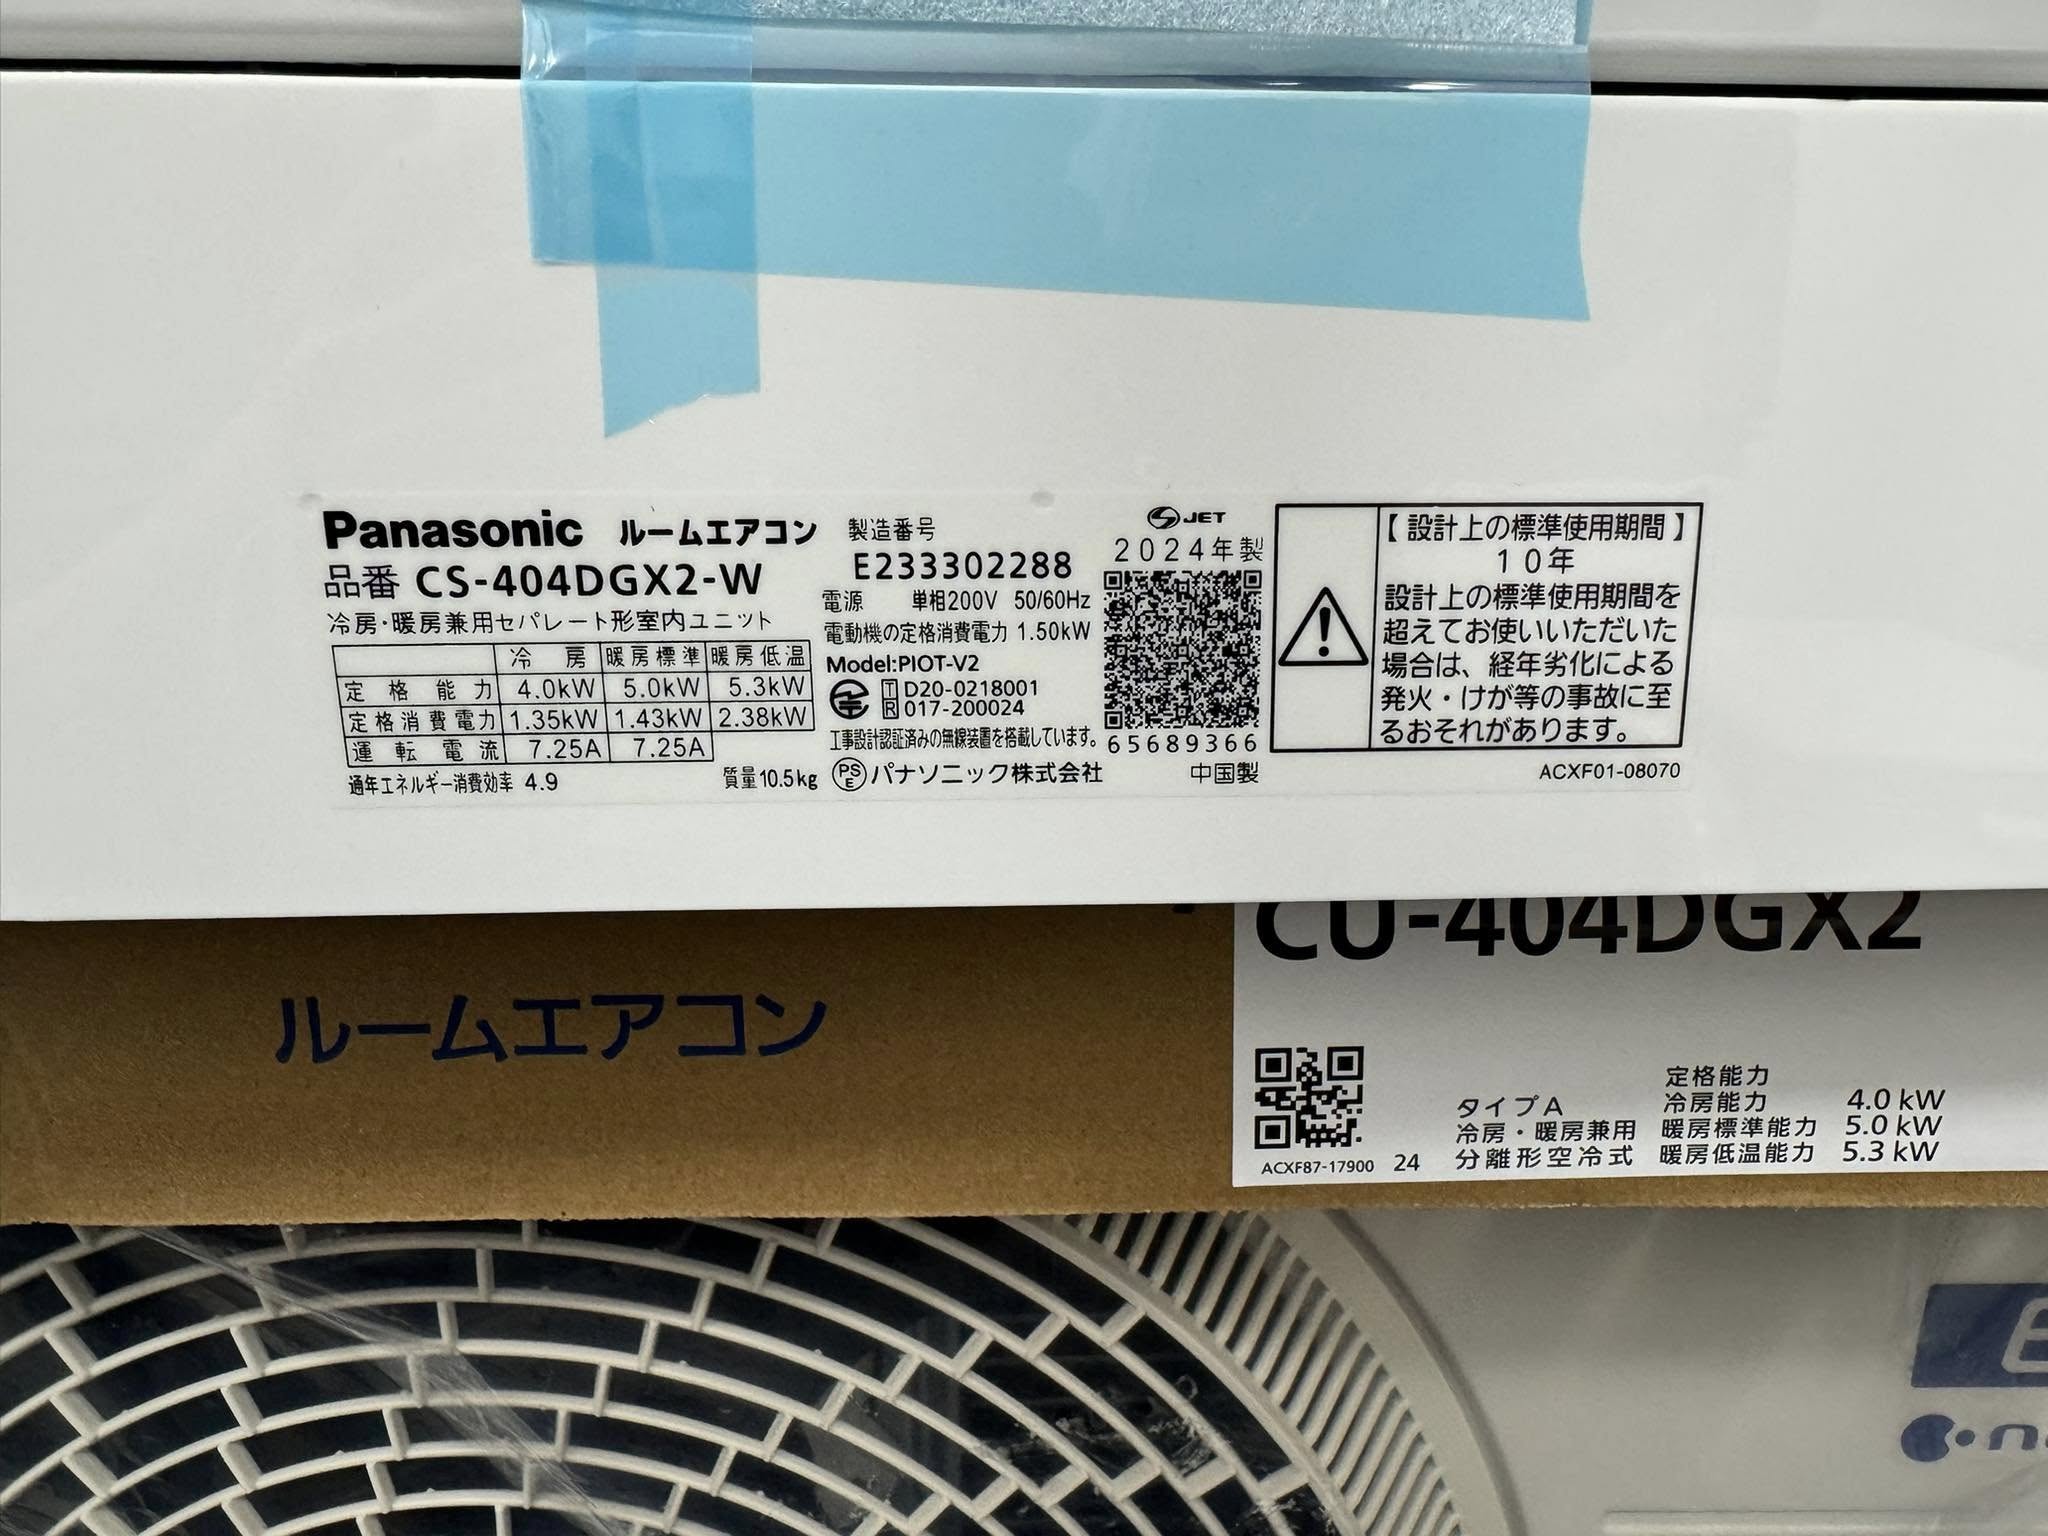 Panasonic ルームエアコン
品番 CS-404DGX2-W
冷房・暖房兼用セパレート形室内ユニット
冷房 暖房標準 暖房低温
定格能力 4.0kW 5.0kW 5.3kW
定格消費電力 1.35kW 1.43kW 2.38kW
運転電流 7.25A 7.25A
通年エネルギー消費効率 4.9
質量10.5kg
製造番号
E233302288
電源 単相200V 50/60Hz
電動機の定格消費電力 1.50kW
Model:PIOT-V2
T D20-0218001
R 017-200024
工事設計認証済みの無線装置を搭載しています。
PSE パナソニック株式会社
JET
2024年製
65689366
中国製
【設計上の標準使用期間】
10年
設計上の標準使用期間を
超えてお使いいただいた
場合は、経年劣化による
発火・けが等の事故に至
るおそれがあります。
ACXF01-08070
CU-404DGX2
ルームエアコン
定格能力
タイプA 冷房能力 4.0 kW
冷房・暖房兼用 暖房標準能力 5.0 kW
分離形空冷式 暖房低温能力 5.3 kW
ACXF87-17900 24